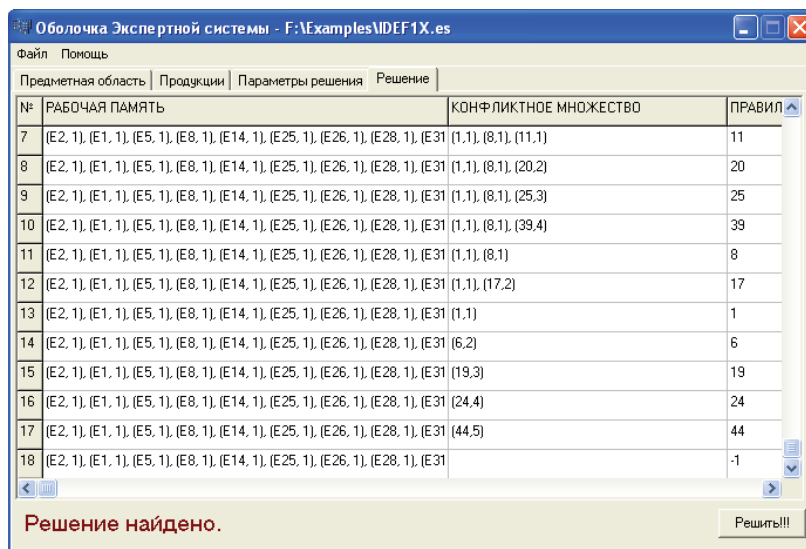 Оболочка Экспертной системы - F:\Examples\IDEF1X.es
Файл Помощь
Предметная область Продукции Параметры решения Решение
№ РАБОЧАЯ ПАМЯТЬ КОНФЛИКТНОЕ МНОЖЕСТВО ПРАВИЛ
7 (E2, 1), (E1, 1), (E5, 1), (E8, 1), (E14, 1), (E25, 1), (E26, 1), (E28, 1), (E31 (1,1), (8,1), (11,1) 11
8 (E2, 1), (E1, 1), (E5, 1), (E8, 1), (E14, 1), (E25, 1), (E26, 1), (E28, 1), (E31 (1,1), (8,1), (20,2) 20
9 (E2, 1), (E1, 1), (E5, 1), (E8, 1), (E14, 1), (E25, 1), (E26, 1), (E28, 1), (E31 (1,1), (8,1), (25,3) 25
10 (E2, 1), (E1, 1), (E5, 1), (E8, 1), (E14, 1), (E25, 1), (E26, 1), (E28, 1), (E31 (1,1), (8,1), (39,4) 39
11 (E2, 1), (E1, 1), (E5, 1), (E8, 1), (E14, 1), (E25, 1), (E26, 1), (E28, 1), (E31 (1,1), (8,1) 8
12 (E2, 1), (E1, 1), (E5, 1), (E8, 1), (E14, 1), (E25, 1), (E26, 1), (E28, 1), (E31 (1,1), (17,2) 17
13 (E2, 1), (E1, 1), (E5, 1), (E8, 1), (E14, 1), (E25, 1), (E26, 1), (E28, 1), (E31 (1,1) 1
14 (E2, 1), (E1, 1), (E5, 1), (E8, 1), (E14, 1), (E25, 1), (E26, 1), (E28, 1), (E31 (6,2) 6
15 (E2, 1), (E1, 1), (E5, 1), (E8, 1), (E14, 1), (E25, 1), (E26, 1), (E28, 1), (E31 (19,3) 19
16 (E2, 1), (E1, 1), (E5, 1), (E8, 1), (E14, 1), (E25, 1), (E26, 1), (E28, 1), (E31 (24,4) 24
17 (E2, 1), (E1, 1), (E5, 1), (E8, 1), (E14, 1), (E25, 1), (E26, 1), (E28, 1), (E31 (44,5) 44
18 (E2, 1), (E1, 1), (E5, 1), (E8, 1), (E14, 1), (E25, 1), (E26, 1), (E28, 1), (E31 -1
Решение найдено. Решить!!!